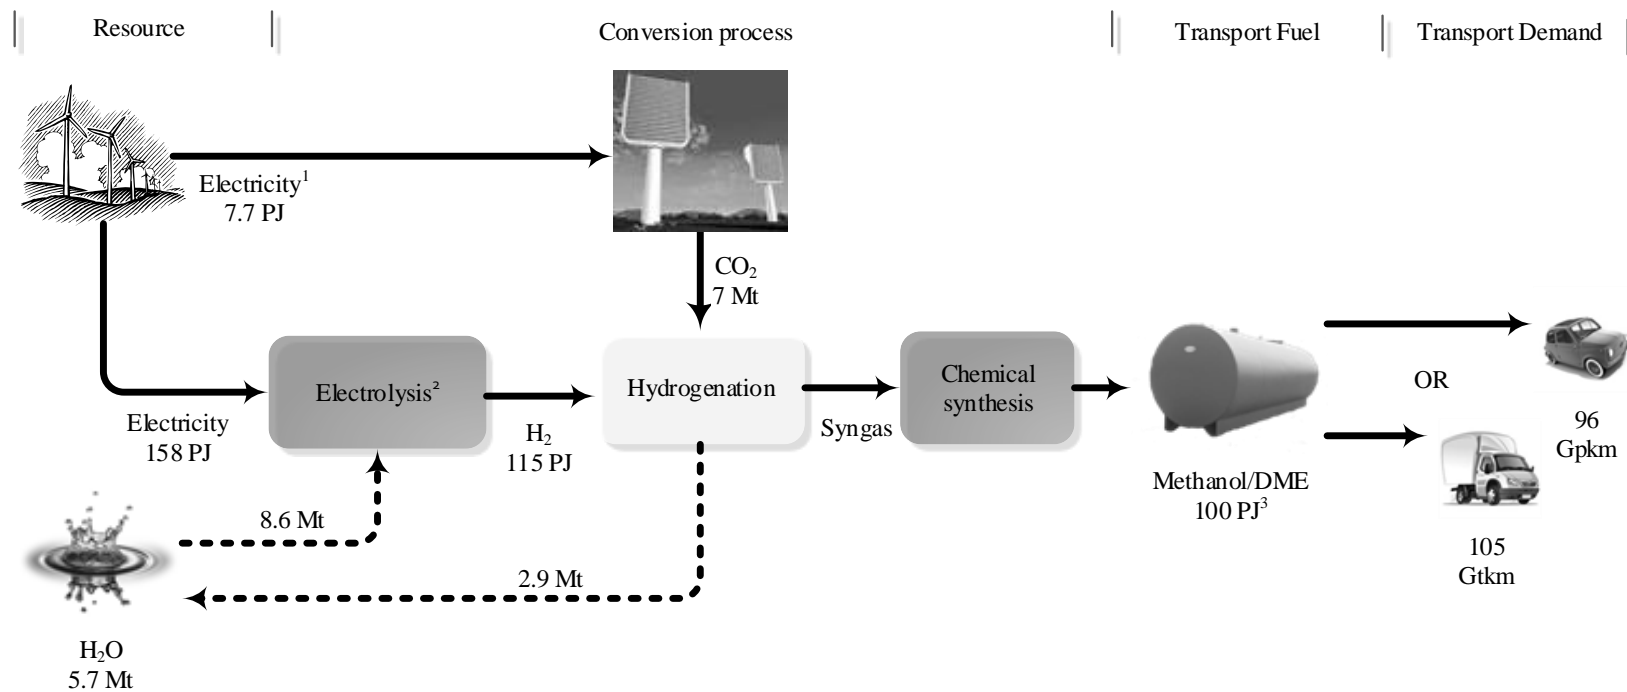 Resource
Conversion process
Transport Fuel
Transport Demand
Electricity¹
7.7 PJ
CO₂
7 Mt
Electricity
158 PJ
Electrolysis²
H₂
115 PJ
Hydrogenation
Syngas
Chemical
synthesis
Methanol/DME
100 PJ³
OR
96
Gpkm
105
Gtkm
8.6 Mt
2.9 Mt
H₂O
5.7 Mt